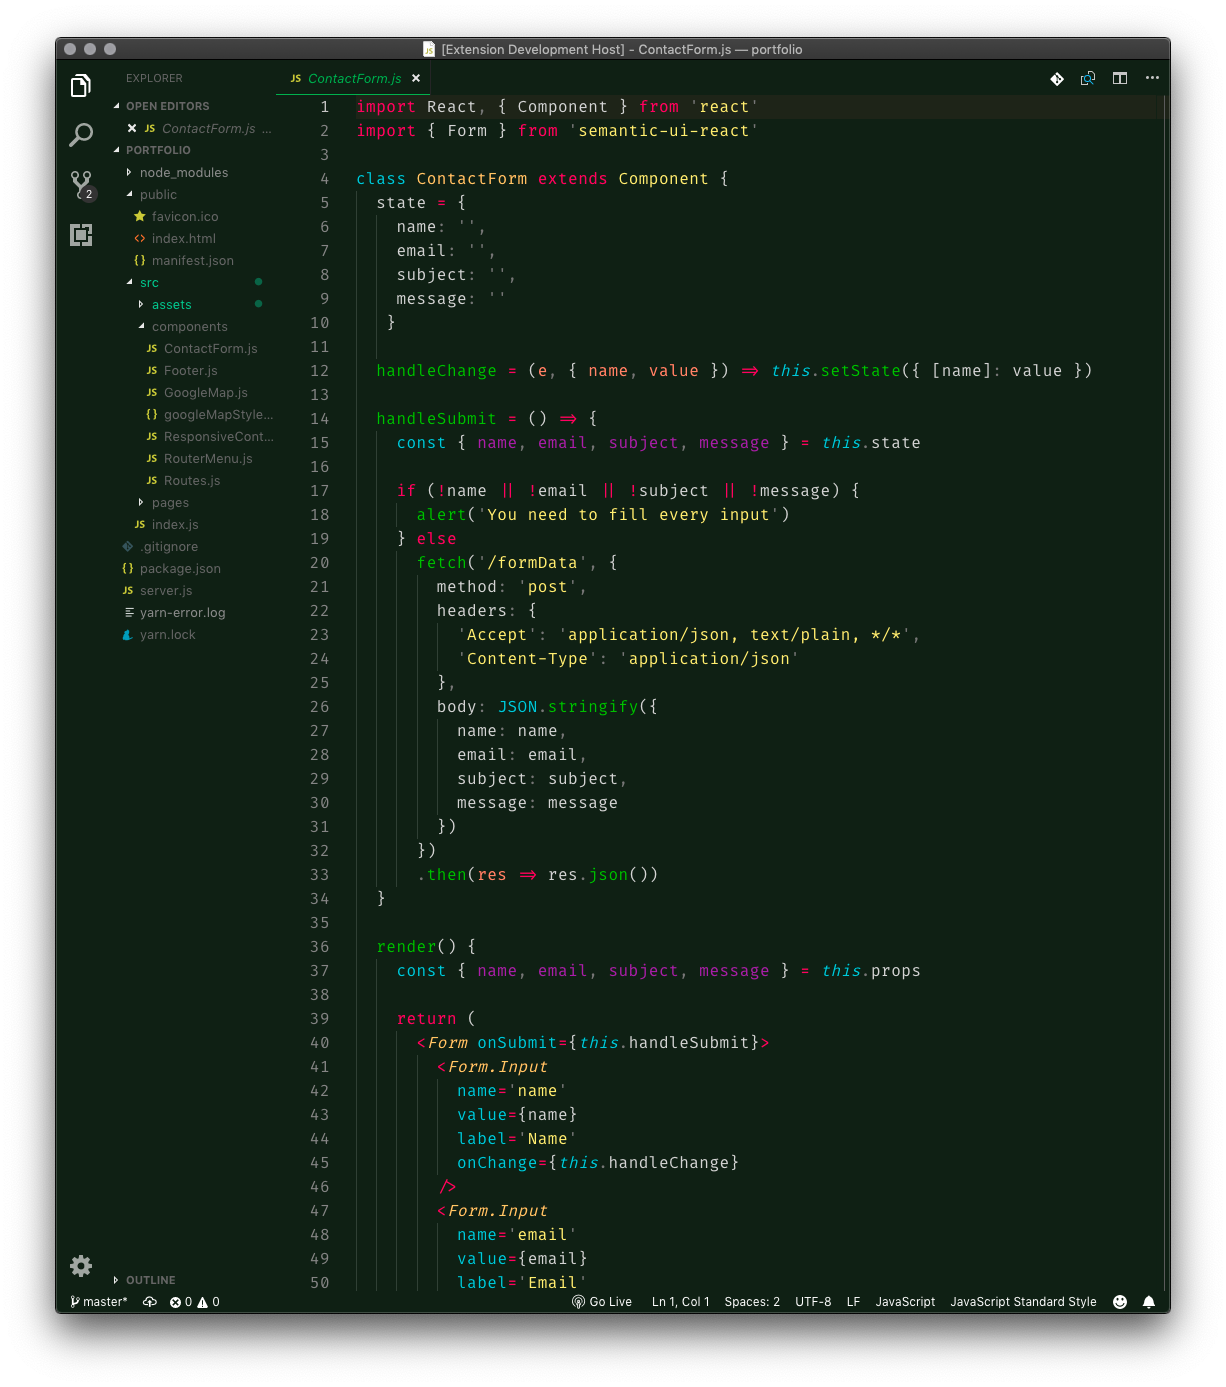 [Extension Development Host] - ContactForm.js — portfolio
EXPLORER
OPEN EDITORS
JS ContactForm.js ...
PORTFOLIO
node_modules
public
favicon.ico
<> index.html
{} manifest.json
src
assets
components
JS ContactForm.js
JS Footer.js
JS GoogleMap.js
{} googleMapStyle...
JS ResponsiveCont...
JS RouterMenu.js
JS Routes.js
pages
JS index.js
.gitignore
{} package.json
JS server.js
yarn-error.log
yarn.lock
OUTLINE
2
JS ContactForm.js ×
1 import React, { Component } from 'react'
2 import { Form } from 'semantic-ui-react'
3
4 class ContactForm extends Component {
5   state = {
6     name: '',
7     email: '',
8     subject: '',
9     message: ''
10    }
11
12   handleChange = (e, { name, value }) => this.setState({ [name]: value })
13
14   handleSubmit = () => {
15     const { name, email, subject, message } = this.state
16
17     if (!name || !email || !subject || !message) {
18       alert('You need to fill every input')
19     } else
20       fetch('/formData', {
21         method: 'post',
22         headers: {
23           'Accept': 'application/json, text/plain, */*',
24           'Content-Type': 'application/json'
25         },
26         body: JSON.stringify({
27           name: name,
28           email: email,
29           subject: subject,
30           message: message
31         })
32       })
33       .then(res => res.json())
34   }
35
36   render() {
37     const { name, email, subject, message } = this.props
38
39     return (
40       <Form onSubmit={this.handleSubmit}>
41         <Form.Input
42           name='name'
43           value={name}
44           label='Name'
45           onChange={this.handleChange}
46         />
47         <Form.Input
48           name='email'
49           value={email}
50           label='Email'
master* 0 0 Go Live Ln 1, Col 1 Spaces: 2 UTF-8 LF JavaScript JavaScript Standard Style